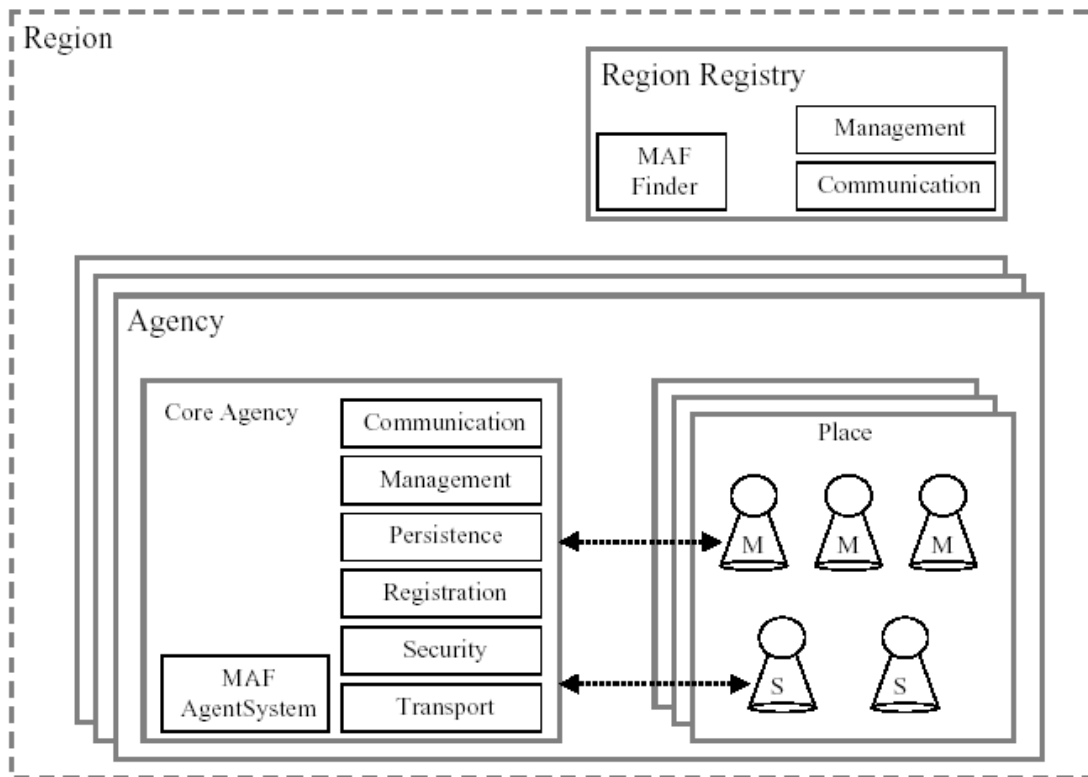 Region
Region Registry
MAF
Finder
Management
Communication
Agency
Core Agency
Communication
Management
Persistence
Registration
Security
Transport
MAF
AgentSystem
Place
M M M
S S